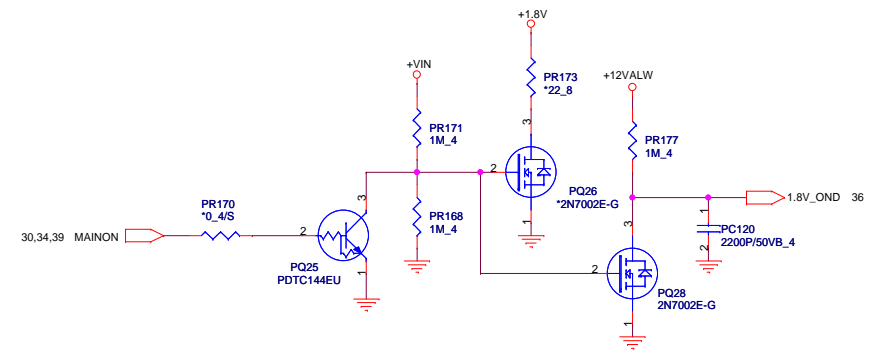 +1.8V
+VIN
PR173
*22_8
+12VALW
3
PR171
1M_4
PR177
1M_4
2
PQ26
*2N7002E-G
1
PR170
*0_4/S
3
PR168
1M_4
1.8V_OND 36
30,34,39 MAINON
2
3
1
PC120
2200P/50VB_4
2
PQ25
PDTC144EU
1
2
PQ28
2N7002E-G
1